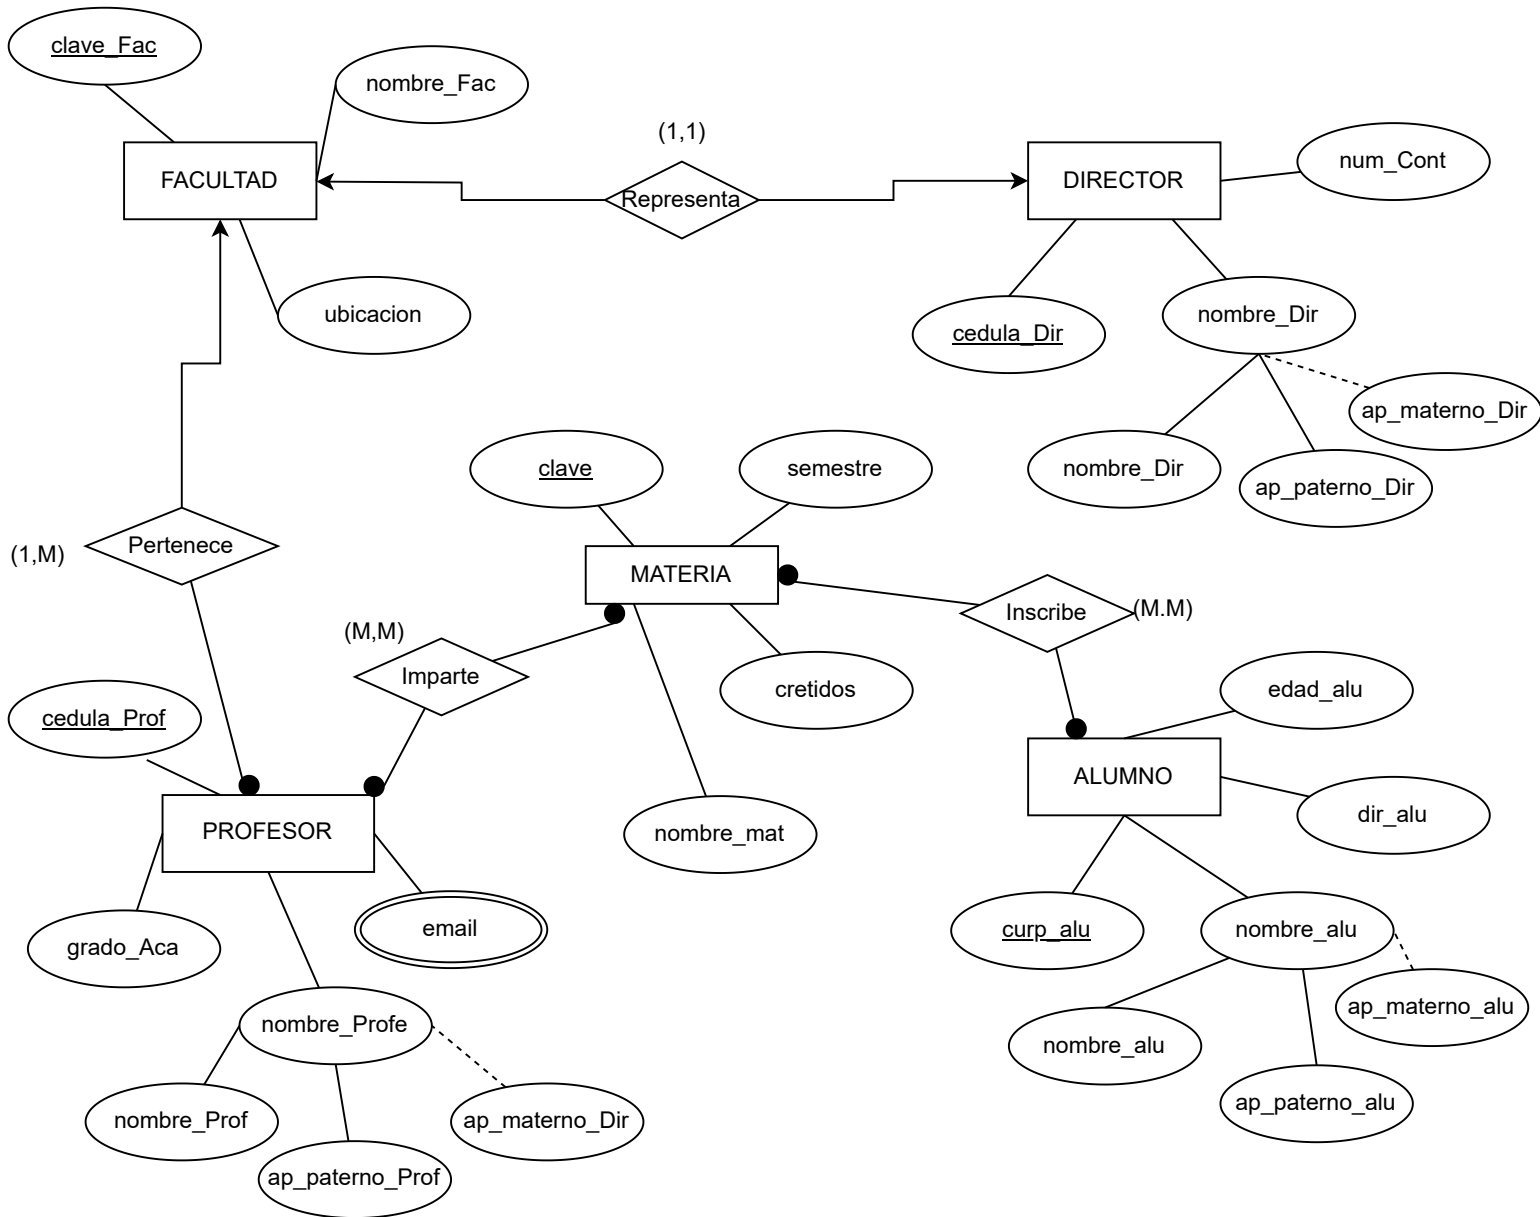 clave_Fac
nombre_Fac
(1,1)
FACULTAD
Representa
DIRECTOR
num_Cont
ubicacion
cedula_Dir
nombre_Dir
ap_materno_Dir
nombre_Dir
ap_paterno_Dir
clave
semestre
(1,M)
Pertenece
MATERIA
Inscribe
(M.M)
(M,M)
Imparte
cretidos
edad_alu
cedula_Prof
ALUMNO
dir_alu
PROFESOR
nombre_mat
grado_Aca
email
curp_alu
nombre_alu
ap_materno_alu
nombre_alu
ap_paterno_alu
nombre_Profe
nombre_Prof
ap_materno_Dir
ap_paterno_Prof